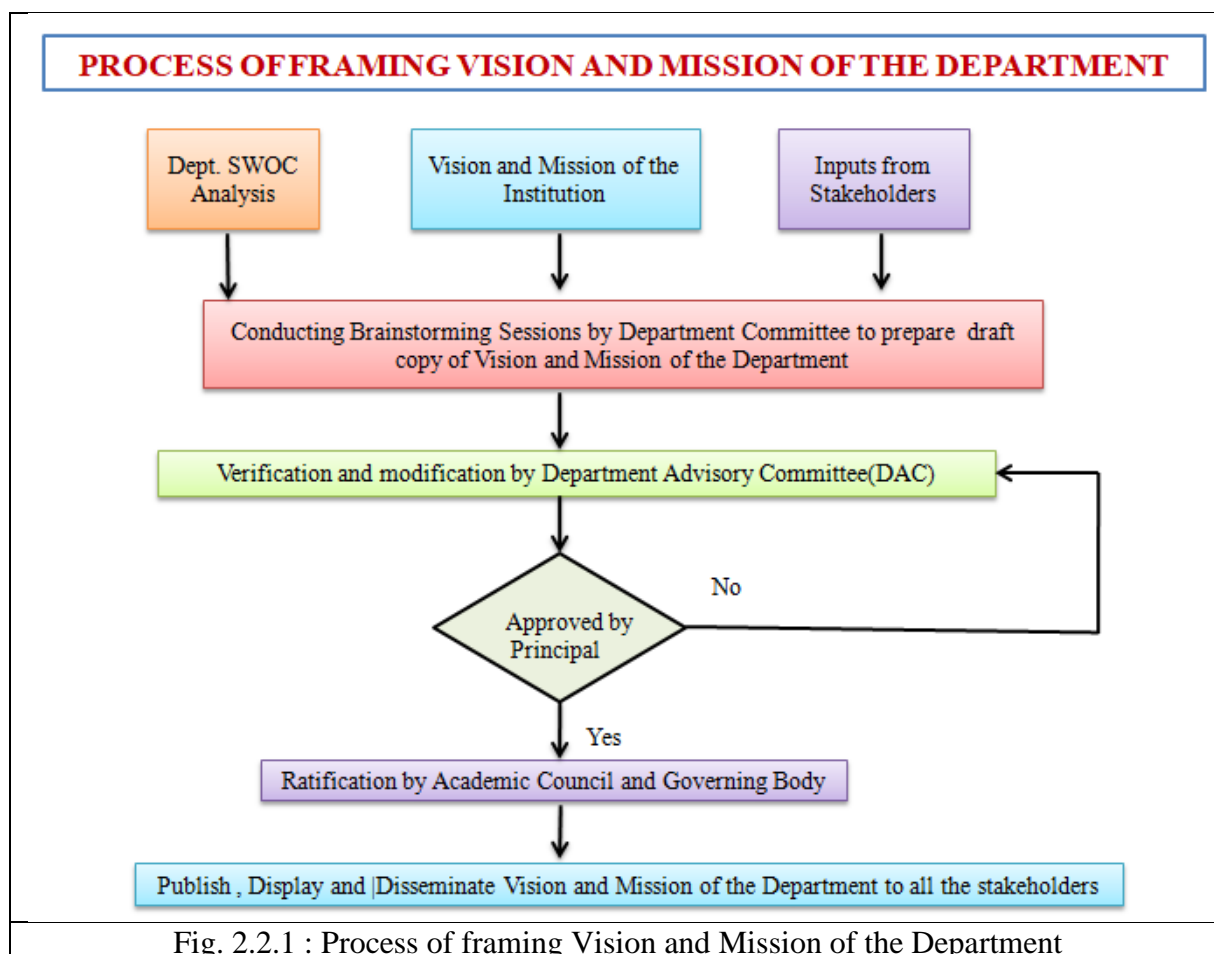 PROCESS OF FRAMING VISION AND MISSION OF THE DEPARTMENT
Dept. SWOC
Analysis
Vision and Mission of the
Institution
Inputs from
Stakeholders
Conducting Brainstorming Sessions by Department Committee to prepare draft
copy of Vision and Mission of the Department
Verification and modification by Department Advisory Committee(DAC)
No
Approved by
Principal
Yes
Ratification by Academic Council and Governing Body
Publish , Display and |Disseminate Vision and Mission of the Department to all the stakeholders
Fig. 2.2.1 : Process of framing Vision and Mission of the Department